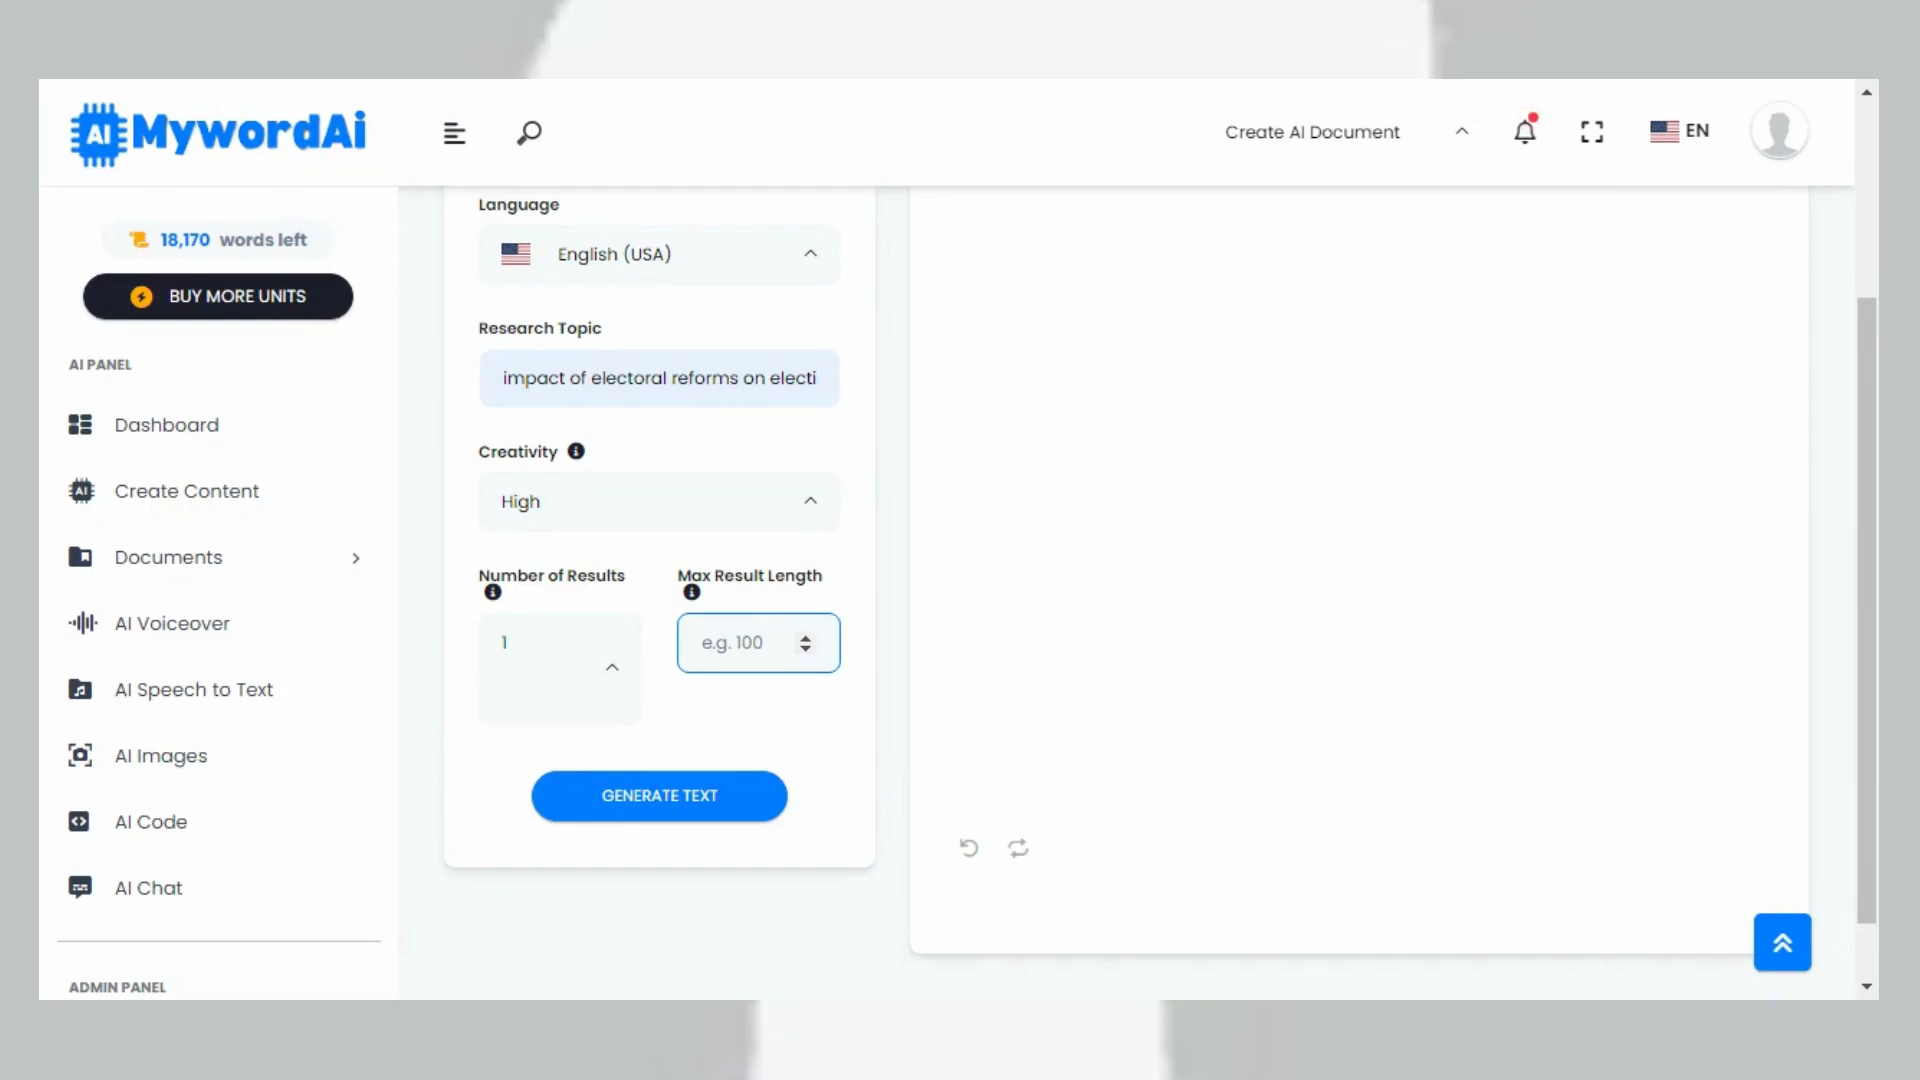 AI MywordAi
Create AI Document
EN
18,170 words left
BUY MORE UNITS
AI PANEL
Dashboard
AI Create Content
Documents
AI Voiceover
AI Speech to Text
AI Images
AI Code
AI Chat
ADMIN PANEL
Language
English (USA)
Research Topic
impact of electoral reforms on electi
Creativity
High
Number of Results
1
Max Result Length
e.g. 100
GENERATE TEXT